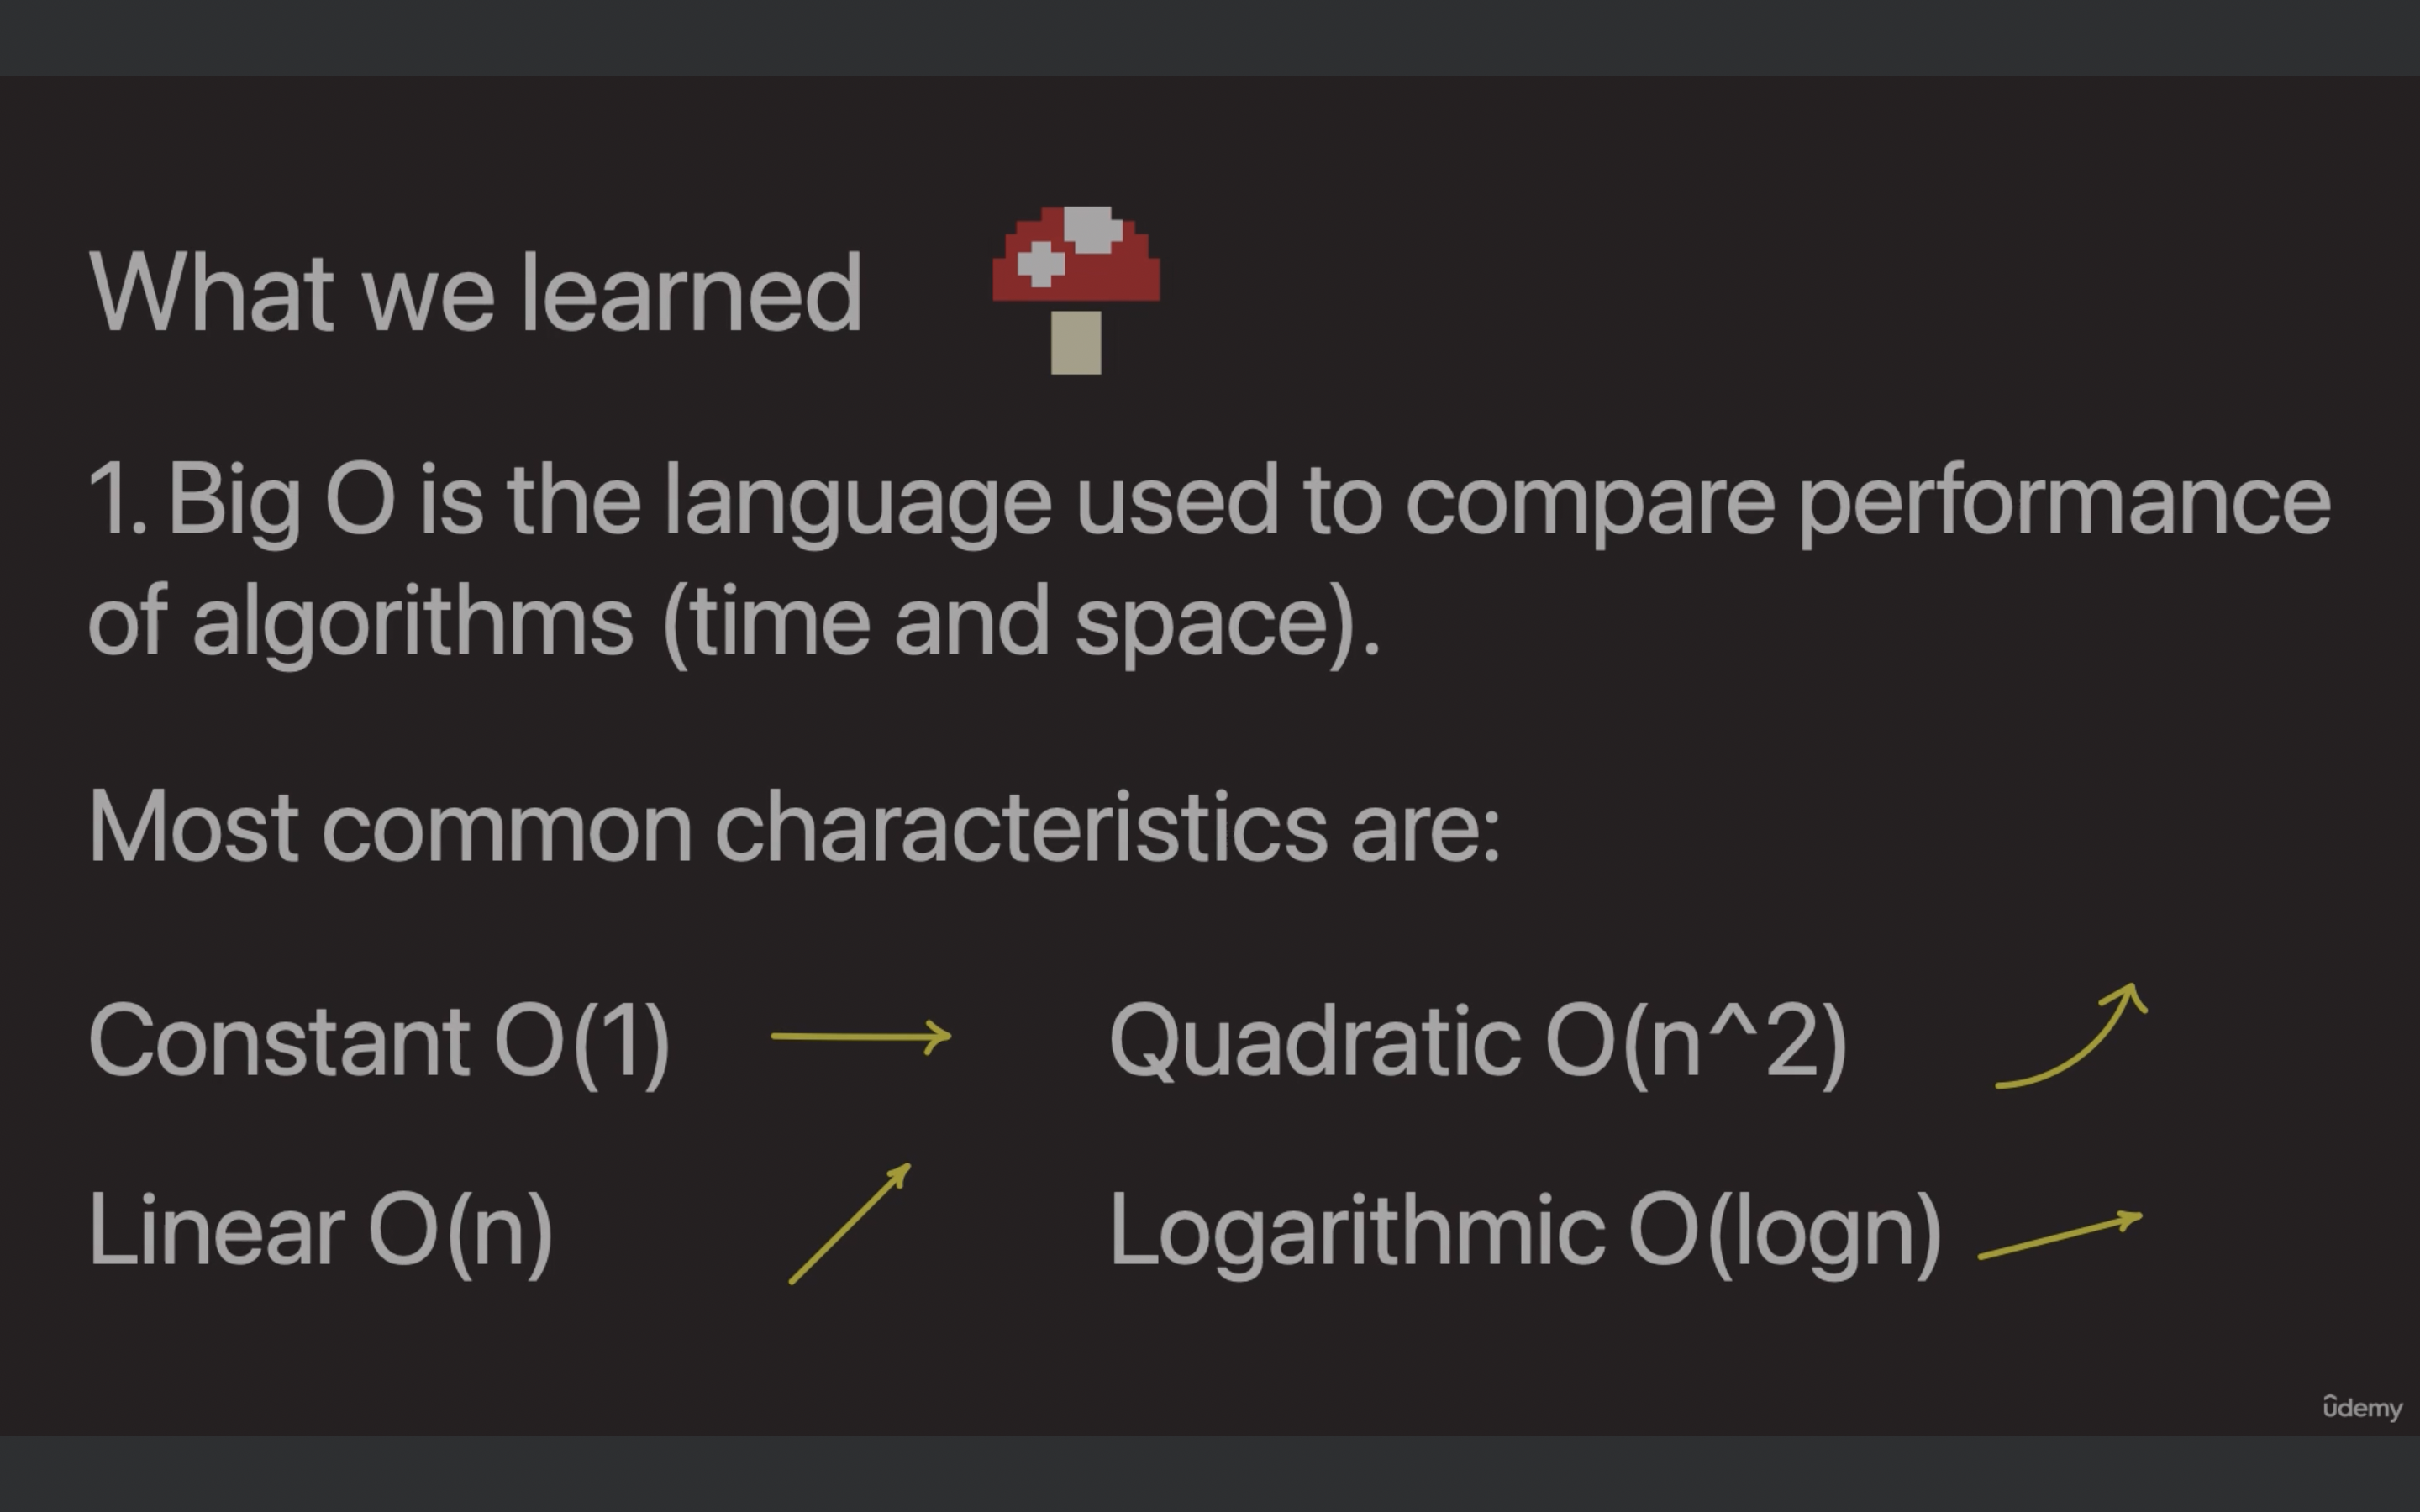 What we learned
1. Big O is the language used to compare performance
of algorithms (time and space).
Most common characteristics are:
Constant O(1)
Quadratic O(n^2)
Linear O(n)
Logarithmic O(logn)
ûdemy